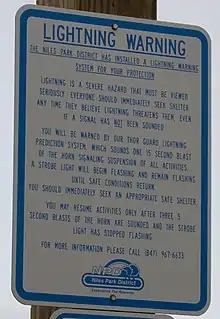 LIGHTNING WARNING
THE NILES PARK DISTRICT HAS INSTALLED A LIGHTNING WARNING
SYSTEM FOR YOUR PROTECTION
LIGHTNING IS A SEVERE HAZARD THAT MUST BE VIEWED
SERIOUSLY. EVERYONE SHOULD IMMEDIATELY SEEK SHELTER
ANY TIME THEY BELIEVE LIGHTNING THREATENS THEM, EVEN
IF A SIGNAL HAS NOT BEEN SOUNDED
YOU WILL BE WARNED BY OUR THOR GUARD LIGHTNING
PREDICTION SYSTEM, WHICH SOUNDS ONE 15 SECOND BLAST
OF THE HORN SIGNALING SUSPENSION OF ALL ACTIVITIES
A STROBE LIGHT WILL BEGIN FLASHING AND REMAIN FLASHING
UNTIL SAFE CONDITIONS RETURN
YOU SHOULD IMMEDIATELY SEEK AN APPROPRIATE SAFE SHELTER
YOU MAY RESUME ACTIVITIES ONLY AFTER THREE 5
SECOND BLASTS OF THE HORN ARE SOUNDED AND THE STROBE
LIGHT HAS STOPPED FLASHING
FOR MORE INFORMATION PLEASE CALL (847) 967-6633
NPD
Niles Park District